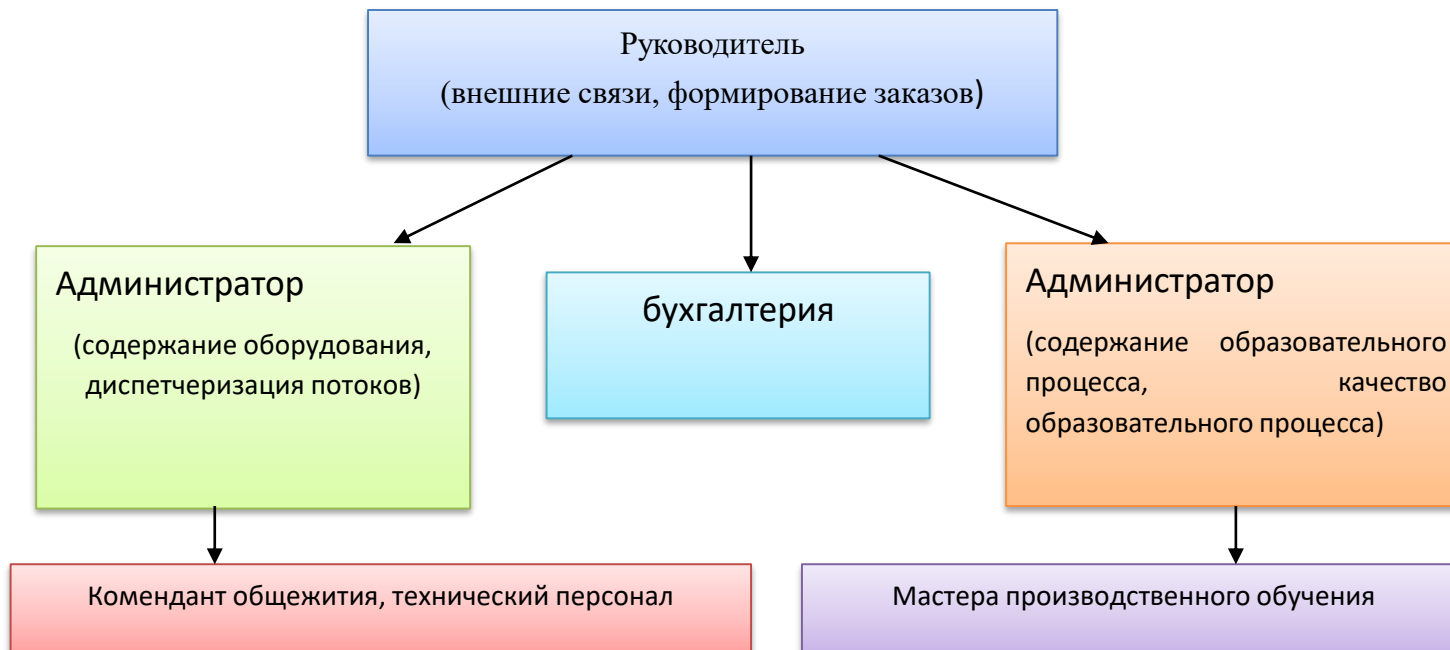 Руководитель
(внешние связи, формирование заказов)
Администратор
(содержание оборудования,
диспетчеризация потоков)
бухгалтерия
Администратор
(содержание образовательного
процесса, качество
образовательного процесса)
Комендант общежития, технический персонал
Мастера производственного обучения